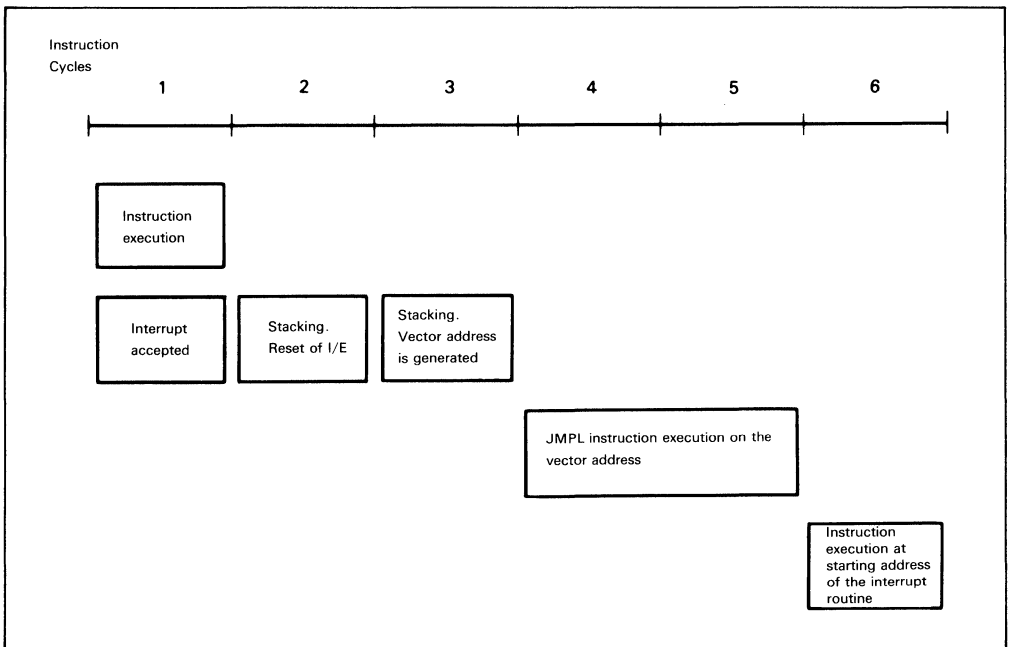 Instruction
Cycles
1 2 3 4 5 6
Instruction
execution
Interrupt
accepted
Stacking.
Reset of I/E
Stacking.
Vector address
is generated
JMPL instruction execution on the
vector address
Instruction
execution at
starting address
of the interrupt
routine